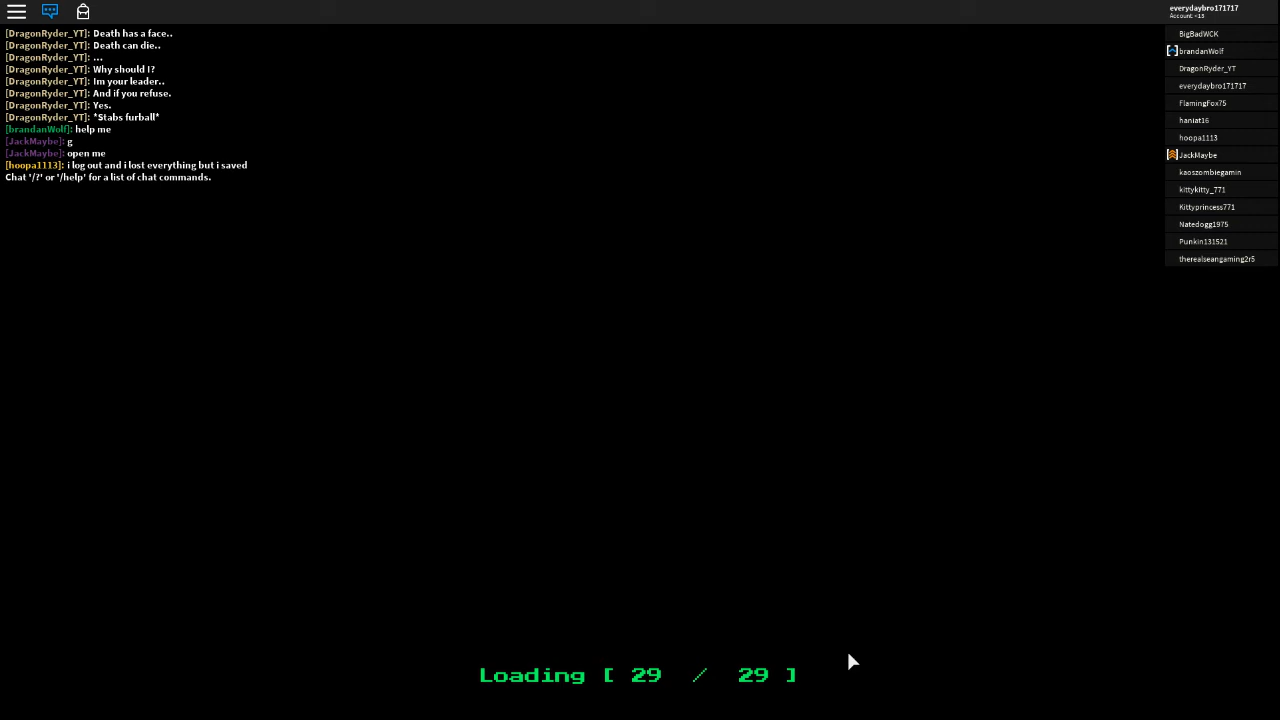 everydaybro171717
Account: <13
[DragonRyder_YT]: Death has a face..
[DragonRyder_YT]: Death can die..
[DragonRyder_YT]: ...
[DragonRyder_YT]: Why should I?
[DragonRyder_YT]: Im your leader..
[DragonRyder_YT]: And if you refuse.
[DragonRyder_YT]: Yes.
[DragonRyder_YT]: *Stabs furball*
[brandanWolf]: help me
[JackMaybe]: g
[JackMaybe]: open me
[hoopa1113]: i log out and i lost everything but i saved
Chat '/?' or '/help' for a list of chat commands.
BigBadWCK
brandanWolf
DragonRyder_YT
everydaybro171717
FlamingFox75
haniat16
hoopa1113
JackMaybe
kaoszombiegamin
kittykitty_771
Kittyprincess771
Natedogg1975
Punkin131521
therealseangaming2r5
Loading [ 29 / 29 ]